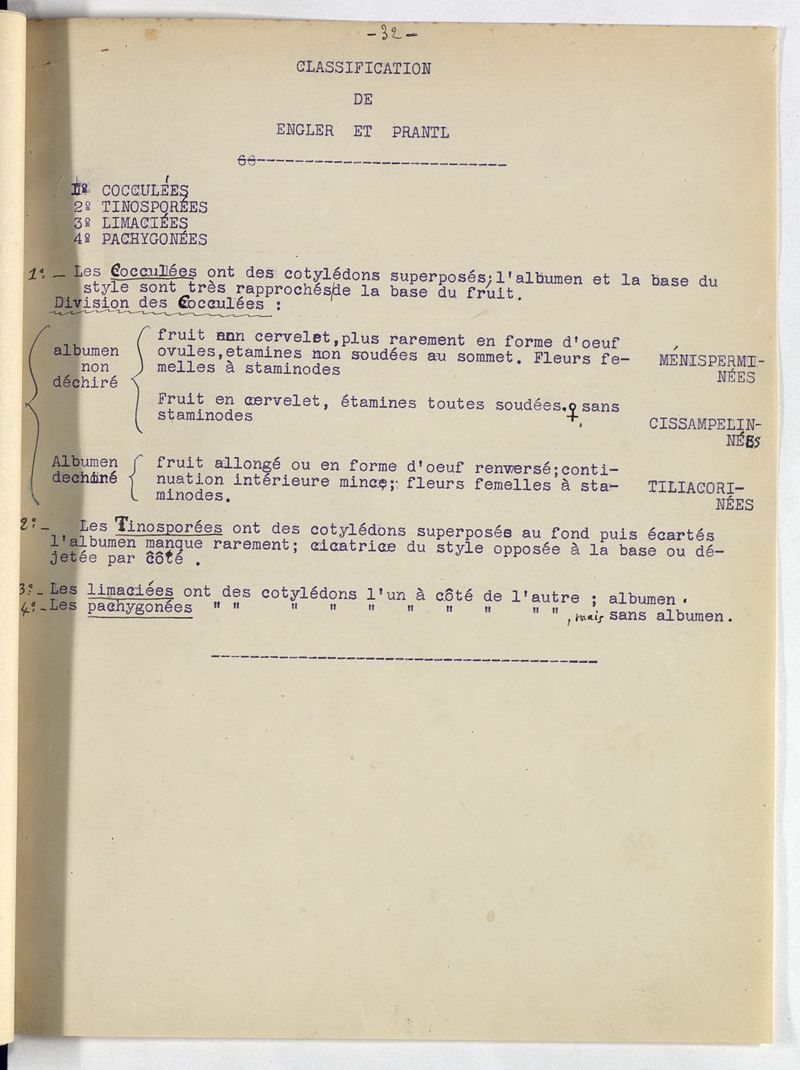 -32-
CLASSIFICATION
DE
ENGLER ET PRANTL
1º COCCULÉES
2º TINOSPORÉES
3º LIMACIÉES
4º PACHYGONÉES
1º - Les Cocculées ont des cotylédons superposés; l'albumen et la base du
style sont très rapprochés/de la base du fruit.
Division des Cocculées :
albumen
non
déchiré
fruit en cervelet, plus rarement en forme d'oeuf
ovules, etamines non soudées au sommet. Fleurs fe-
melles à staminodes
MÉNISPERMI-
NÉES
Fruit en cervelet, étamines toutes soudées. ♀ sans
staminodes
CISSAMPELIN-
NÉES
Albumen
fruit allongé ou en forme d'oeuf renversé; conti-
nuation intérieure mince; fleurs femelles à sta-
minodes.
TILIACORI-
NÉES
2º - Les Tinosporées ont des cotylédons superposés au fond puis écartés
l'albumen manque rarement; cicatrice du style opposée à la base ou dé-
jetée par côté .
3º - Les limaciées ont des cotylédons l'un à côté de l'autre ; albumen .
4º - Les pachygonées " " " " " " " " " " , mais sans albumen.